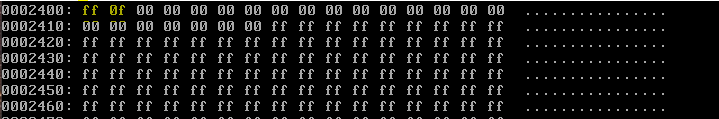 0002400: ff 0f 00 00 00 00 00 00 00 00 00 00 00 00 00 00 ................
0002410: 00 00 00 00 00 00 00 ff ff ff ff ff ff ff ff ff ................
0002420: ff ff ff ff ff ff ff ff ff ff ff ff ff ff ff ff ................
0002430: ff ff ff ff ff ff ff ff ff ff ff ff ff ff ff ff ................
0002440: ff ff ff ff ff ff ff ff ff ff ff ff ff ff ff ff ................
0002450: ff ff ff ff ff ff ff ff ff ff ff ff ff ff ff ff ................
0002460: ff ff ff ff ff ff ff ff ff ff ff ff ff ff ff ff ................